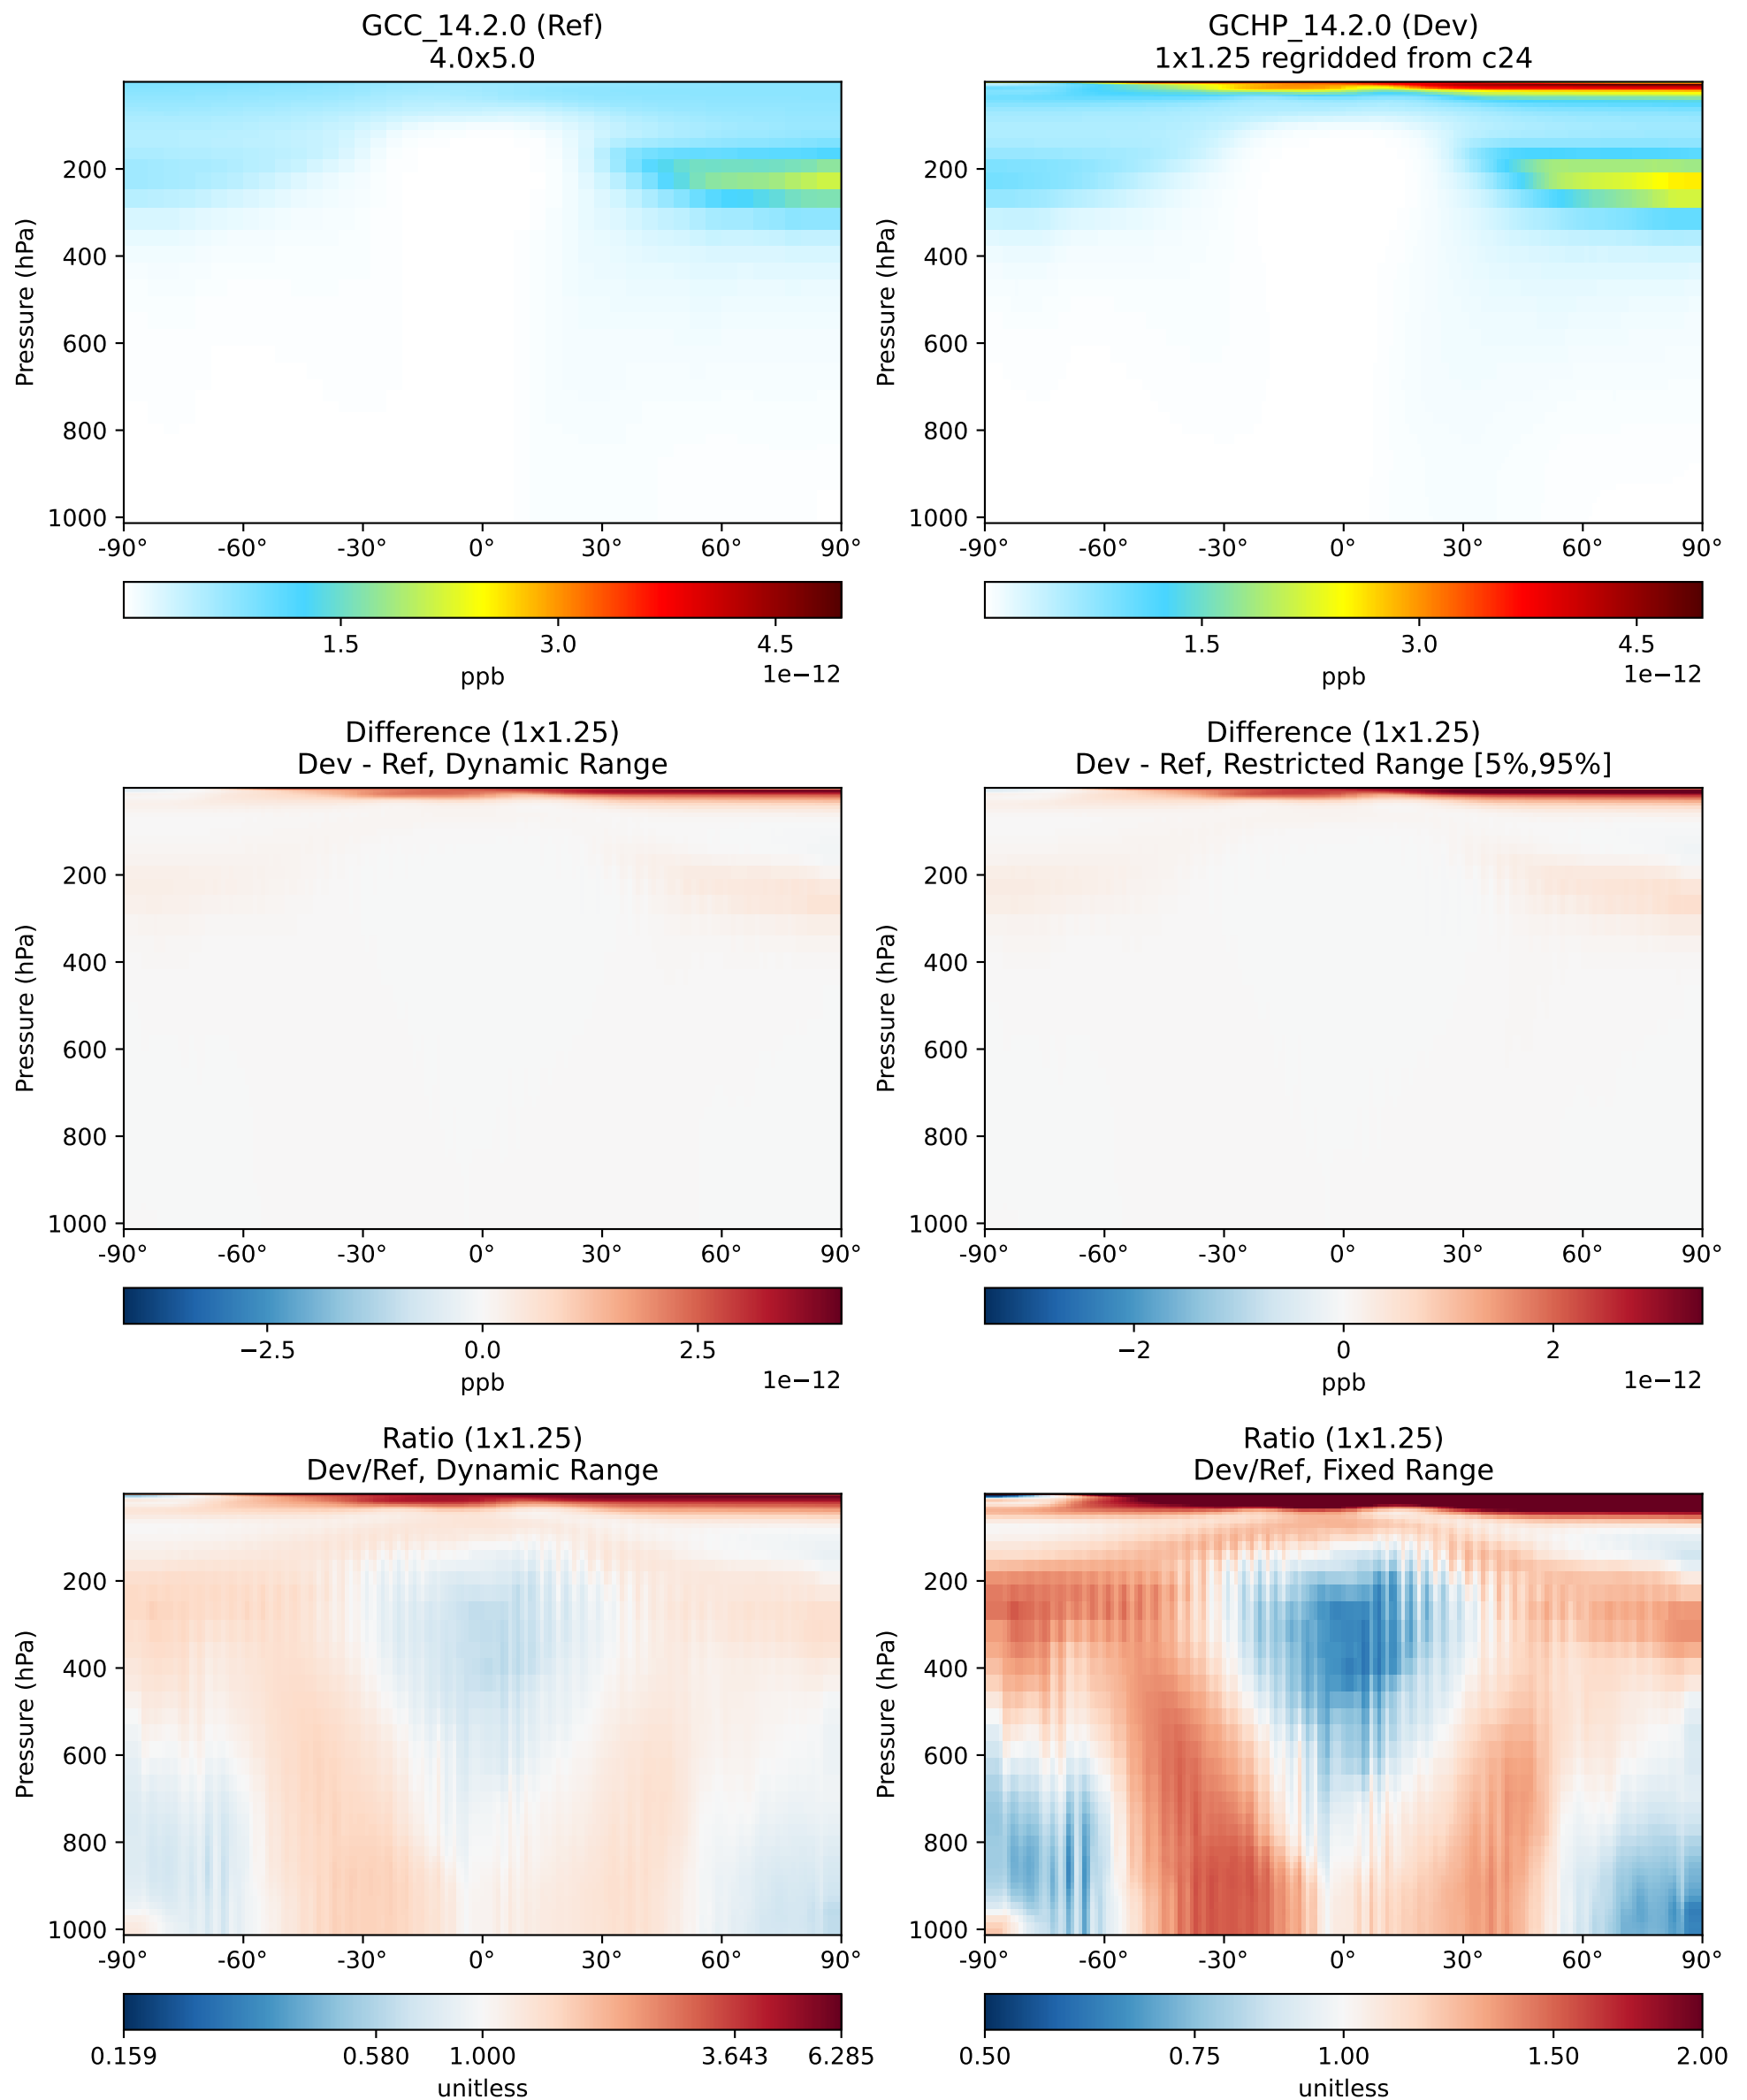 GCC_14.2.0 (Ref)
4.0x5.0
Pressure (hPa)
200
400
600
800
1000
-90° -60° -30° 0° 30° 60° 90°
1.5 3.0 4.5
1e−12
ppb
GCHP_14.2.0 (Dev)
1x1.25 regridded from c24
Pressure (hPa)
200
400
600
800
1000
-90° -60° -30° 0° 30° 60° 90°
1.5 3.0 4.5
1e−12
ppb
Difference (1x1.25)
Dev - Ref, Dynamic Range
Pressure (hPa)
200
400
600
800
1000
-90° -60° -30° 0° 30° 60° 90°
−2.5 0.0 2.5
1e−12
ppb
Difference (1x1.25)
Dev - Ref, Restricted Range [5%,95%]
Pressure (hPa)
200
400
600
800
1000
-90° -60° -30° 0° 30° 60° 90°
−2 0 2
1e−12
ppb
Ratio (1x1.25)
Dev/Ref, Dynamic Range
Pressure (hPa)
200
400
600
800
1000
-90° -60° -30° 0° 30° 60° 90°
0.159 0.580 1.000 3.643 6.285
unitless
Ratio (1x1.25)
Dev/Ref, Fixed Range
Pressure (hPa)
200
400
600
800
1000
-90° -60° -30° 0° 30° 60° 90°
0.50 0.75 1.00 1.50 2.00
unitless